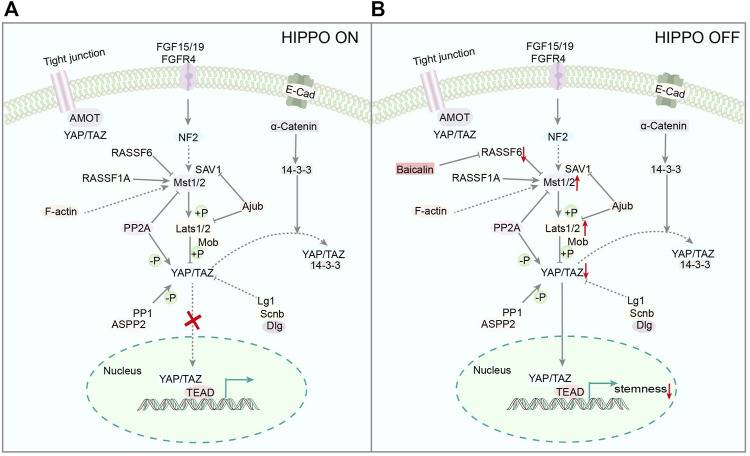 A
HIPPO ON
FGF15/19
FGFR4
Tight junction
E-Cad
AMOT
YAP/TAZ
α-Catenin
NF2
RASSF6
SAV1
14-3-3
RASSF1A
Mst1/2
F-actin
+P
Ajub
PP2A
Lats1/2
Mob
+P
-P
YAP/TAZ
YAP/TAZ
14-3-3
-P
PP1
ASPP2
Lg1
Scnb
Dlg
Nucleus
YAP/TAZ
TEAD
B
HIPPO OFF
FGF15/19
FGFR4
Tight junction
E-Cad
AMOT
YAP/TAZ
α-Catenin
NF2
RASSF6
Baicalin
SAV1
14-3-3
RASSF1A
Mst1/2
F-actin
+P
Ajub
PP2A
Lats1/2
Mob
+P
-P
YAP/TAZ
YAP/TAZ
14-3-3
-P
PP1
ASPP2
Lg1
Scnb
Dlg
Nucleus
YAP/TAZ
TEAD
stemness